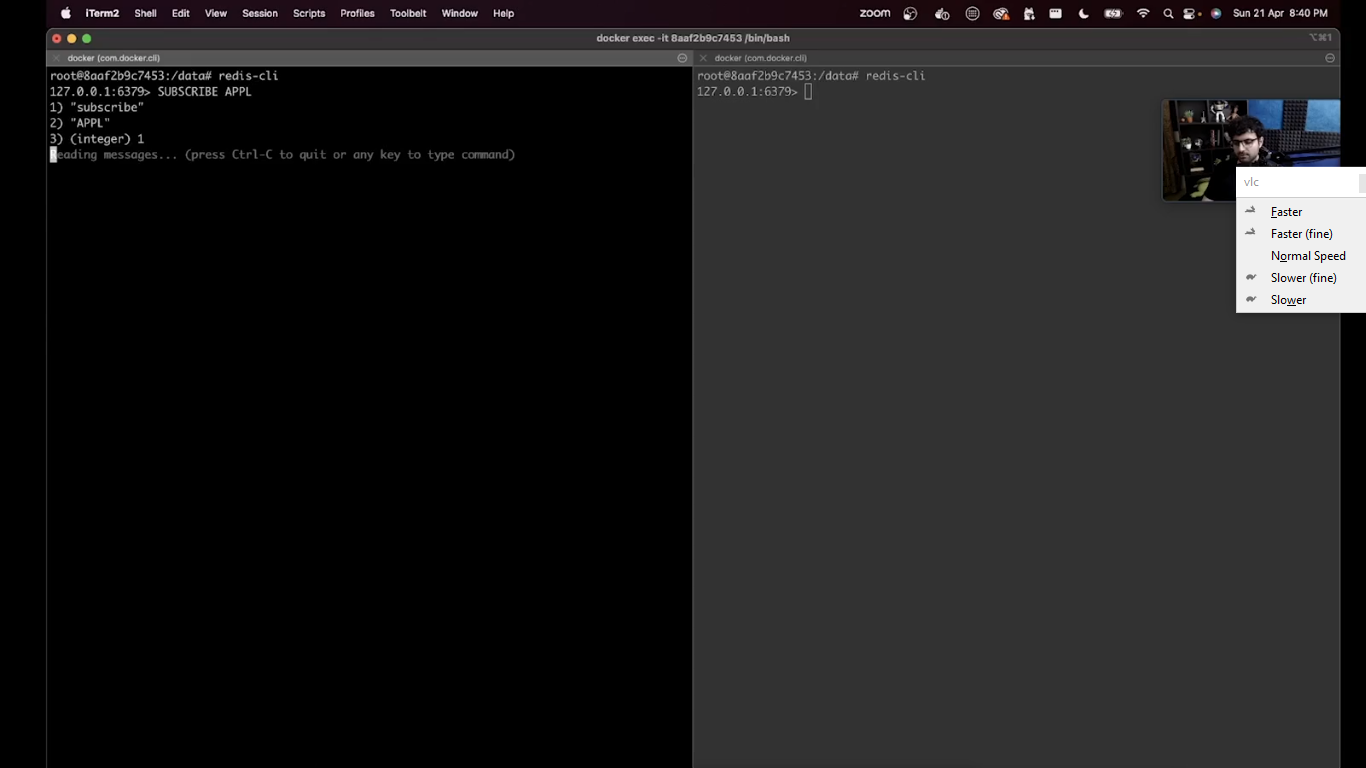 iTerm2 Shell Edit View Session Scripts Profiles Toolbelt Window Help zoom Sun 21 Apr 8:40 PM
docker exec -it 8aaf2b9c7453 /bin/bash ⌥⌘1
docker (com.docker.cli)
root@8aaf2b9c7453:/data# redis-cli
127.0.0.1:6379> SUBSCRIBE APPL
1) "subscribe"
2) "APPL"
3) (integer) 1
Reading messages... (press Ctrl-C to quit or any key to type command)
docker (com.docker.cli)
root@8aaf2b9c7453:/data# redis-cli
127.0.0.1:6379>
vlc
Faster
Faster (fine)
Normal Speed
Slower (fine)
Slower